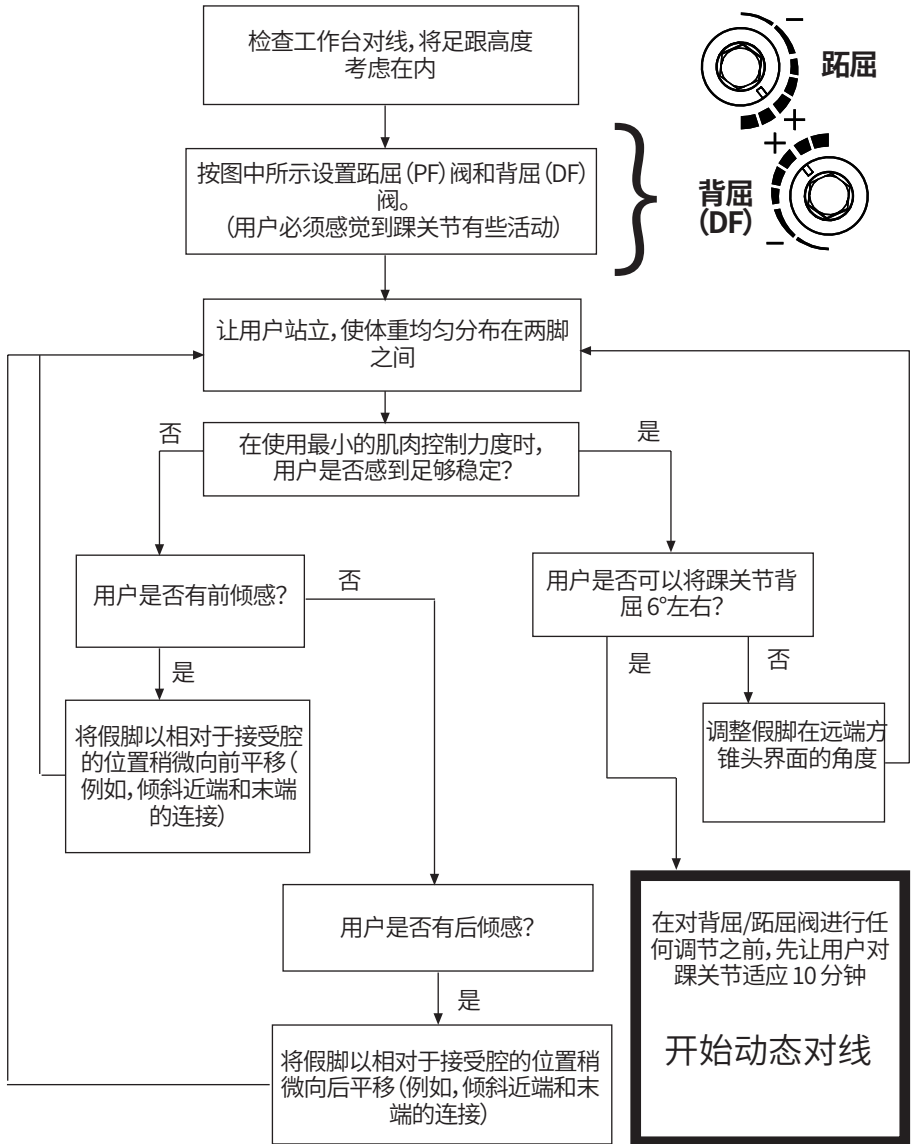 检查工作台对线，将足跟高度
考虑在内
−
跖屈
+
按图中所示设置跖屈（PF）阀和背屈（DF）
阀。
（用户必须感觉到踝关节有些活动）
+
背屈
(DF)
−
让用户站立，使体重均匀分布在两脚
之间
否
在使用最小的肌肉控制力度时，
用户是否感到足够稳定？
是
用户是否有前倾感？
否
用户是否可以将踝关节背
屈 6°左右？
是
是
否
将假脚以相对于接受腔
的位置稍微向前平移（
例如，倾斜近端和末端
的连接）
调整假脚在远端方
锥头界面的角度
用户是否有后倾感？
是
在对背屈/跖屈阀进行任
何调节之前，先让用户对
踝关节适应 10 分钟
开始动态对线
将假脚以相对于接受腔的位置稍
微向后平移（例如，倾斜近端和末
端的连接）